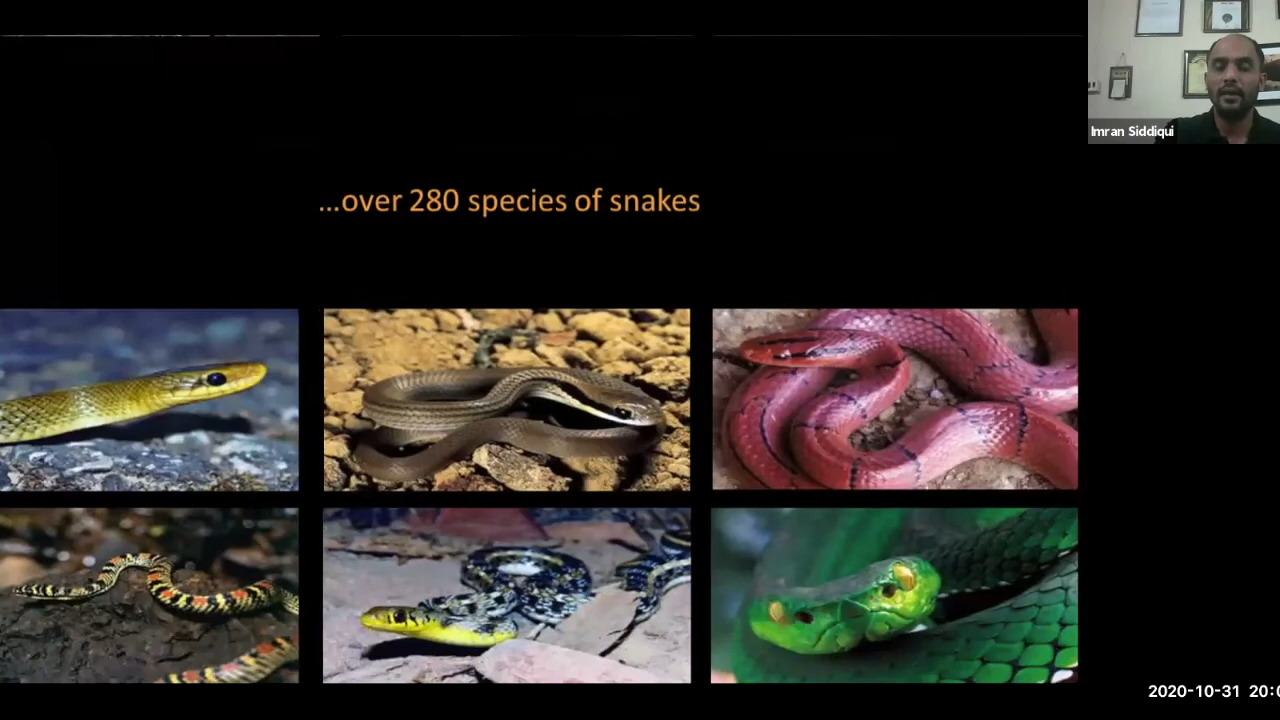 Imran Siddiqui
...over 280 species of snakes
2020-10-31 20:0